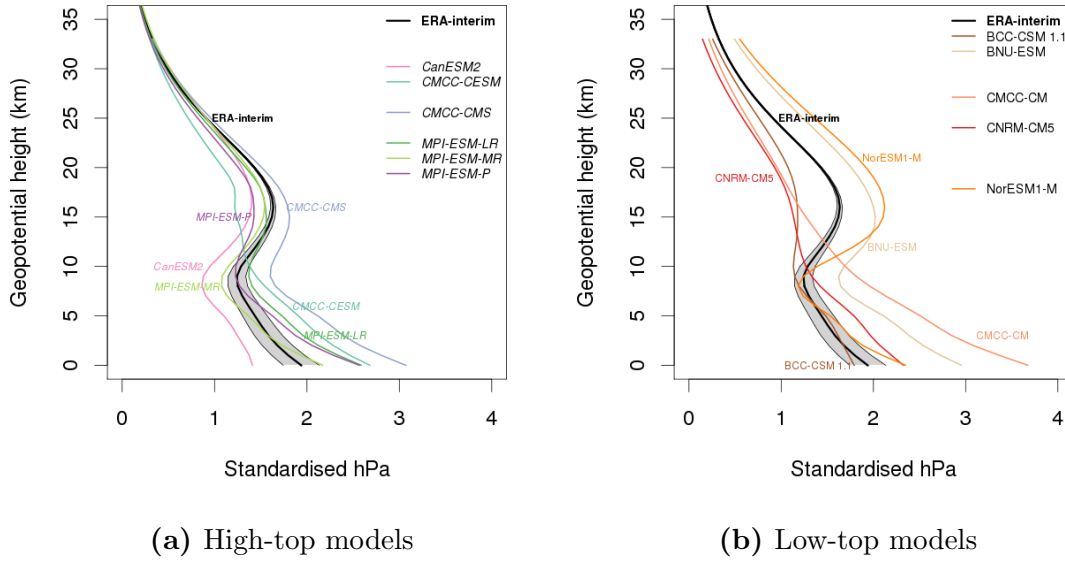 35
30
25
20
15
10
5
0
Geopotential height (km)
ERA-interim
CanESM2
CMCC-CESM
CMCC-CMS
MPI-ESM-LR
MPI-ESM-MR
MPI-ESM-P
ERA-interim
MPI-ESM-P
CMCC-CMS
CanESM2
MPI-ESM-MR
CMCC-CESM
MPI-ESM-LR
0 1 2 3 4
Standardised hPa
(a) High-top models
35
30
25
20
15
10
5
0
Geopotential height (km)
ERA-interim
BCC-CSM 1.1
BNU-ESM
CMCC-CM
CNRM-CM5
NorESM1-M
ERA-interim
NorESM1-M
CNRM-CM5
BNU-ESM
CMCC-CM
BCC-CSM 1.1
0 1 2 3 4
Standardised hPa
(b) Low-top models